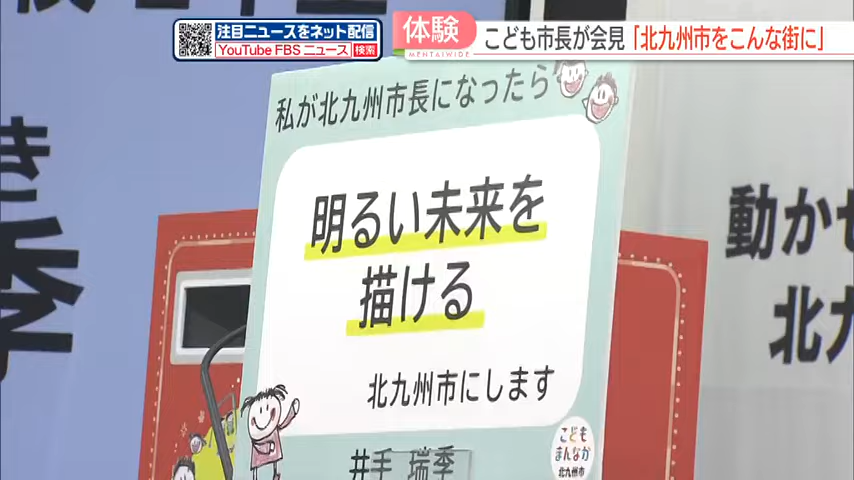 注目ニュースをネット配信
YouTube FBS ニュース 検索
体験
MENTAIWIDE
こども市長が会見「北九州市をこんな街に」
私が北九州市長になったら
明るい未来を
描ける
北九州市にします
井手 瑞季
こども
まんなか
北九州市
き
季
動かせ
北九